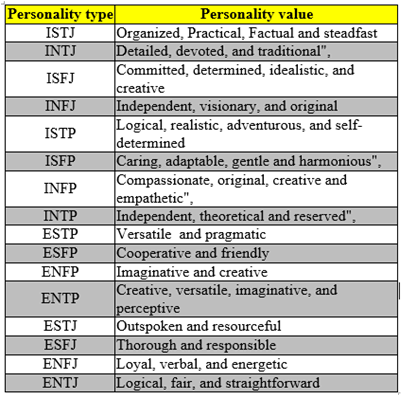 Personality type Personality value
ISTJ Organized, Practical, Factual and steadfast
INTJ Detailed, devoted, and traditional",
ISFJ Committed, determined, idealistic, and
creative
INFJ Independent, visionary, and original
ISTP Logical, realistic, adventurous, and self-
determined
ISFP Caring, adaptable, gentle and harmonious",
INFP Compassionate, original, creative and
empathetic",
INTP Independent, theoretical and reserved",
ESTP Versatile and pragmatic
ESFP Cooperative and friendly
ENFP Imaginative and creative
ENTP Creative, versatile, imaginative, and
perceptive
ESTJ Outspoken and resourceful
ESFJ Thorough and responsible
ENFJ Loyal, verbal, and energetic
ENTJ Logical, fair, and straightforward